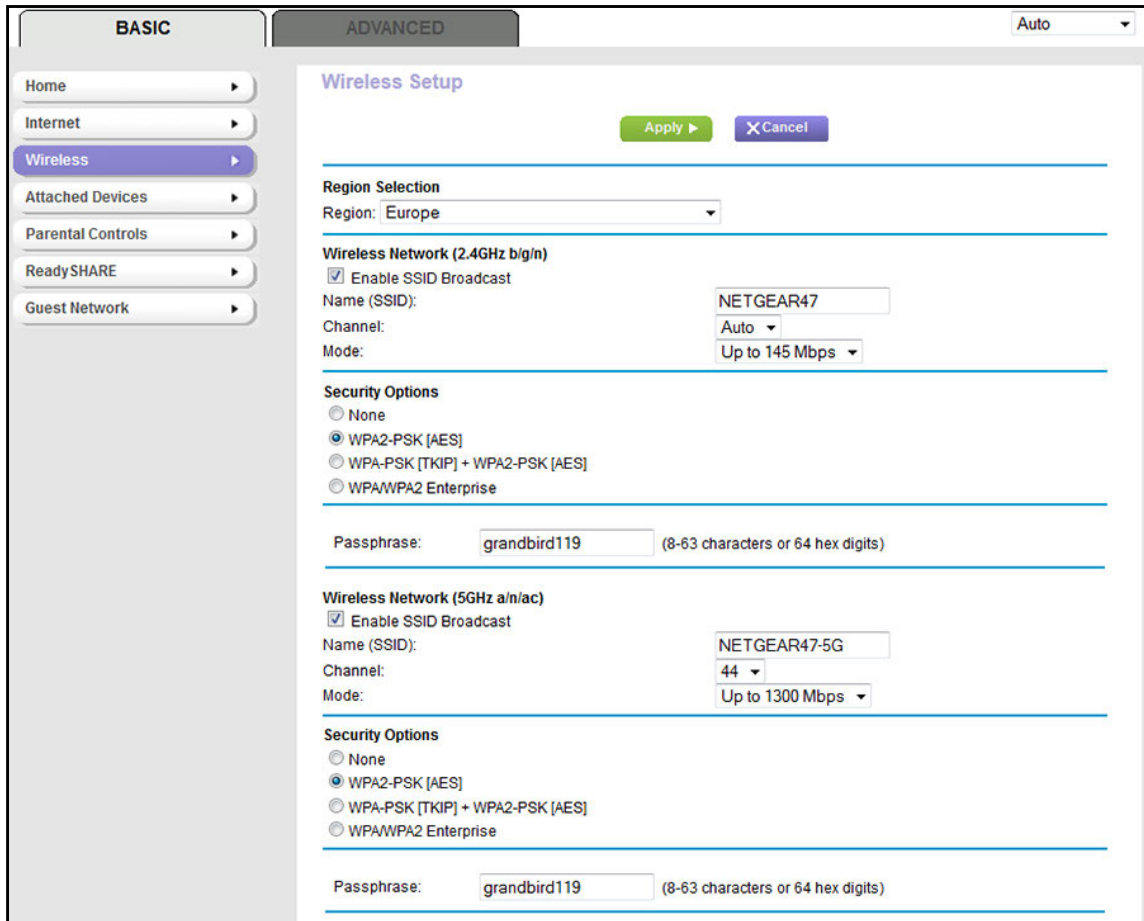 BASIC
ADVANCED
Auto
Home
Internet
Wireless
Attached Devices
Parental Controls
ReadySHARE
Guest Network
Wireless Setup
Apply
Cancel
Region Selection
Region: Europe
Wireless Network (2.4GHz b/g/n)
Enable SSID Broadcast
Name (SSID): NETGEAR47
Channel: Auto
Mode: Up to 145 Mbps
Security Options
None
WPA2-PSK [AES]
WPA-PSK [TKIP] + WPA2-PSK [AES]
WPA/WPA2 Enterprise
Passphrase: grandbird119 (8-63 characters or 64 hex digits)
Wireless Network (5GHz a/n/ac)
Enable SSID Broadcast
Name (SSID): NETGEAR47-5G
Channel: 44
Mode: Up to 1300 Mbps
Security Options
None
WPA2-PSK [AES]
WPA-PSK [TKIP] + WPA2-PSK [AES]
WPA/WPA2 Enterprise
Passphrase: grandbird119 (8-63 characters or 64 hex digits)